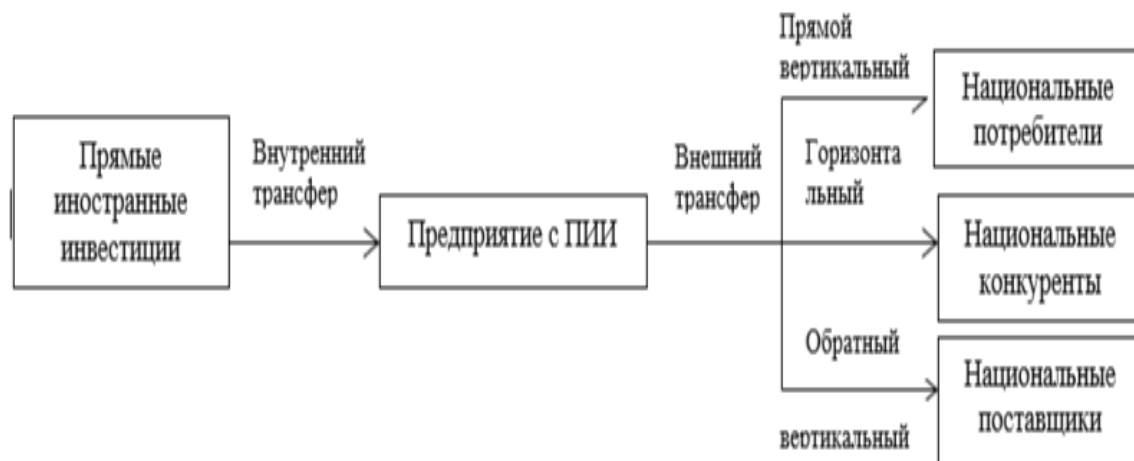 Прямые
иностранные
инвестиции
Внутренний
трансфер
Предприятие с ПИИ
Внешний
трансфер
Прямой
вертикальный
Национальные
потребители
Горизонта
льный
Национальные
конкуренты
Обратный
вертикальный
Национальные
поставщики